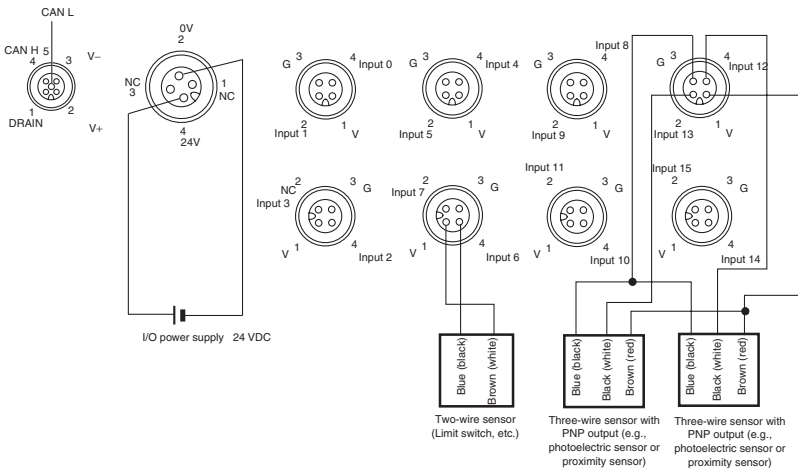 CAN L
CAN H 5
4
3
V–
1
2
DRAIN
V+
0V
2
NC
3
1
NC
4
24V
I/O power supply 24 VDC
G 3
4 Input 0
2
1
Input 1
V
G 3
4 Input 4
2
1
Input 5
V
G 3
4
Input 8
2
1
Input 9
V
G 3
4
Input 12
2
1
Input 13
V
NC 2
3
G
Input 3
V 1
4
Input 2
Input 7 2
3
G
V 1
4
Input 6
Input 11
2
3
G
V 1
4
Input 10
Input 15
2
3
G
V 1
4
Input 14
Blue (black)
Brown (white)
Two-wire sensor
(Limit switch, etc.)
Blue (black)
Black (white)
Brown (red)
Three-wire sensor with
PNP output (e.g.,
photoelectric sensor or
proximity sensor)
Blue (black)
Black (white)
Brown (red)
Three-wire sensor with
PNP output (e.g.,
photoelectric sensor or
proximity sensor)